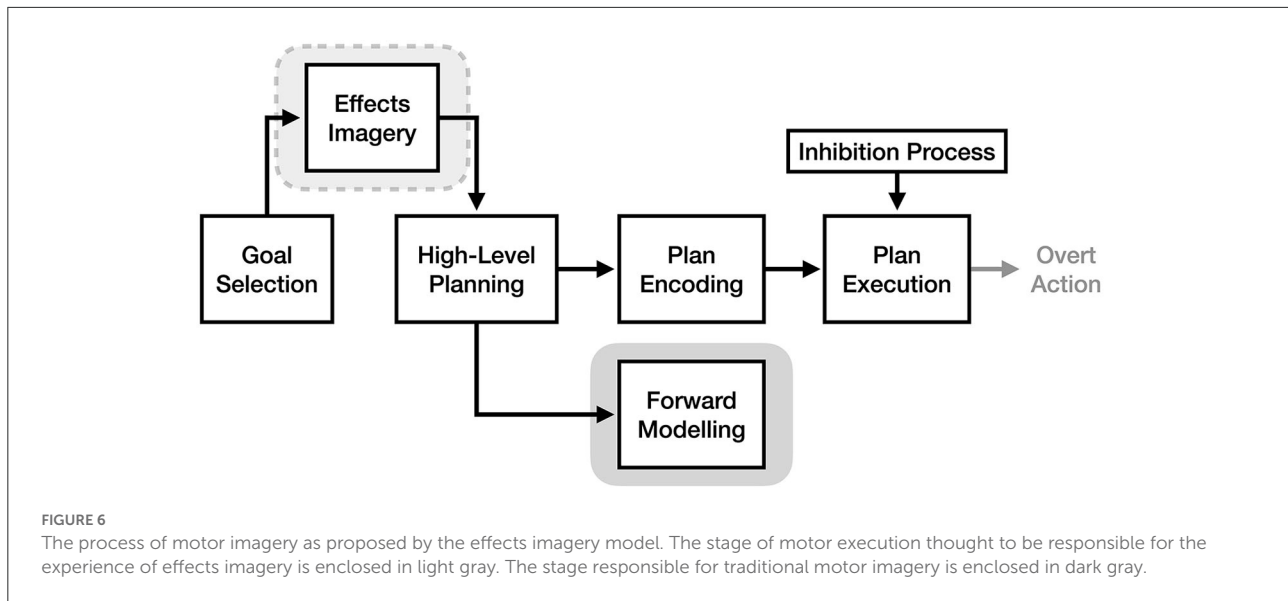 Effects
Imagery
Inhibition Process
Goal
Selection
High-Level
Planning
Plan
Encoding
Plan
Execution
Overt
Action
Forward
Modelling
FIGURE 6
The process of motor imagery as proposed by the effects imagery model. The stage of motor execution thought to be responsible for the
experience of effects imagery is enclosed in light gray. The stage responsible for traditional motor imagery is enclosed in dark gray.